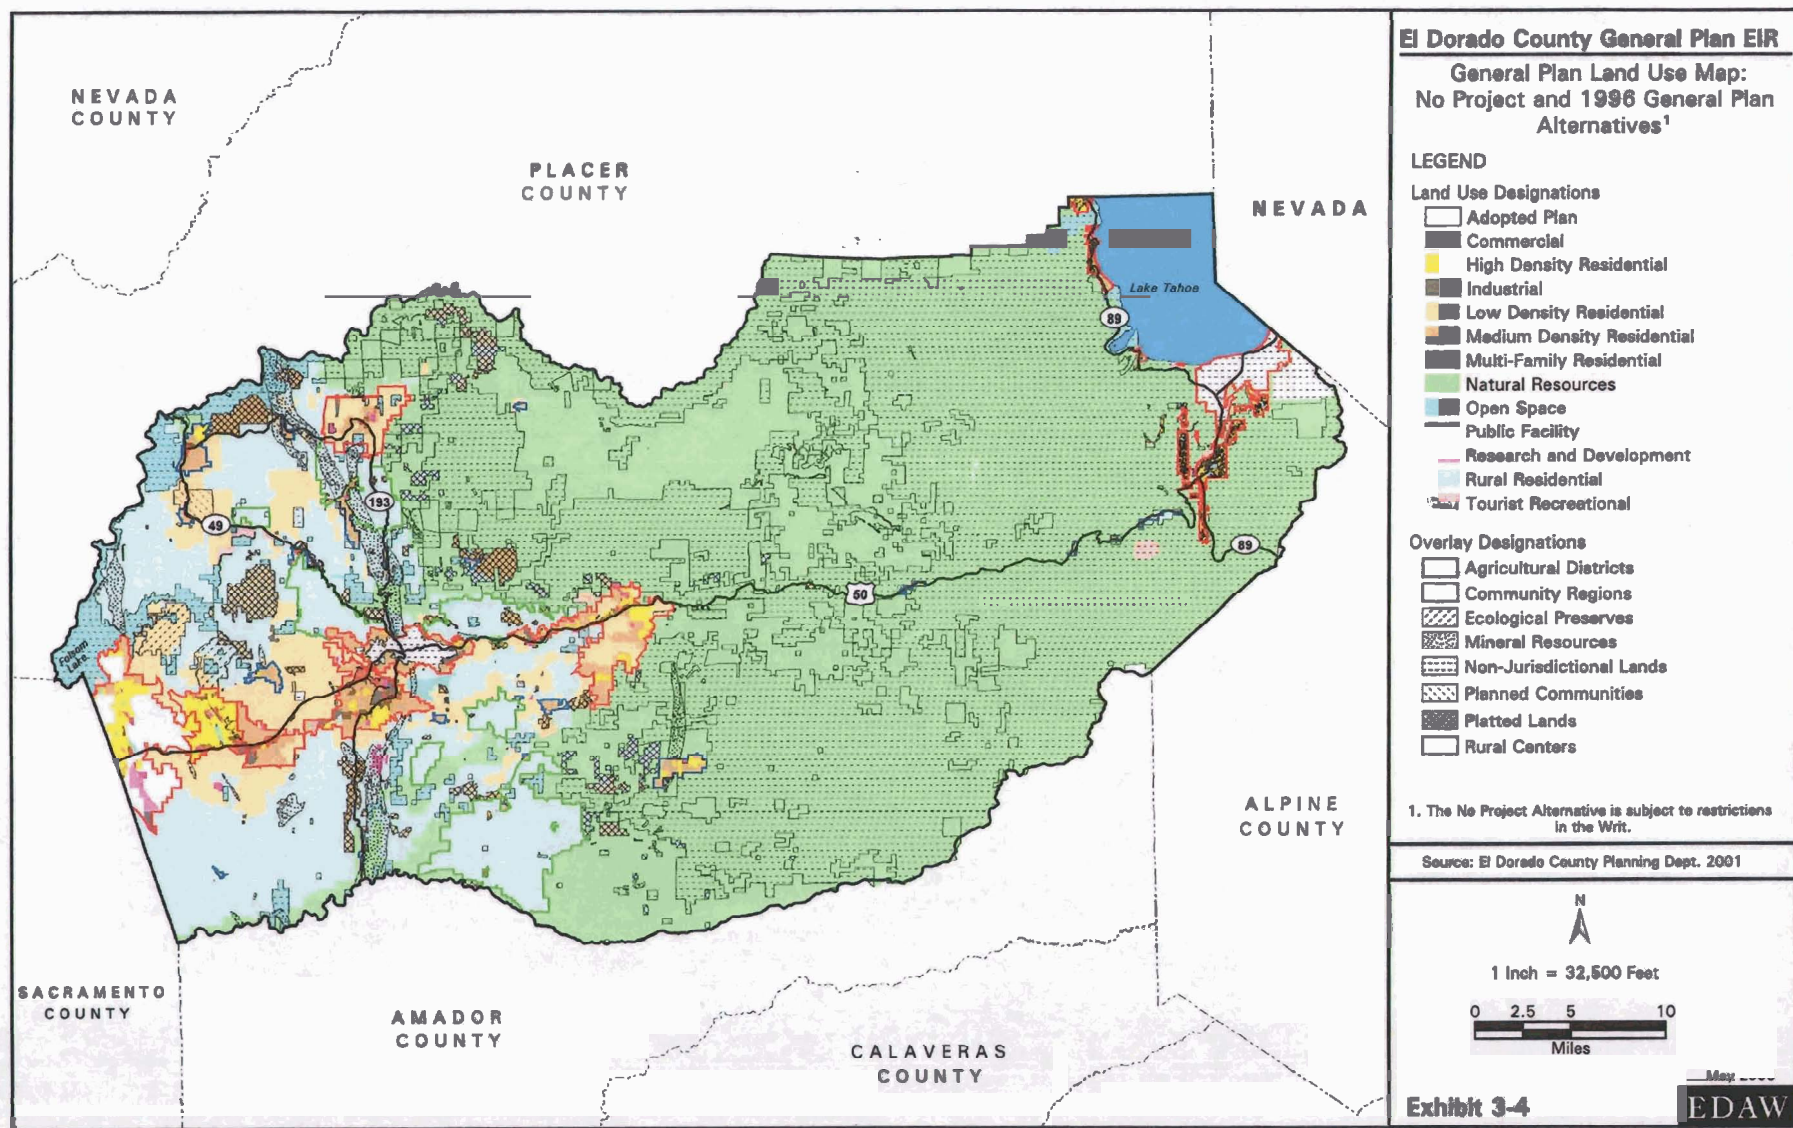 El Dorado County General Plan EIR
General Plan Land Use Map:
No Project and 1996 General Plan
Alternatives¹
LEGEND
Land Use Designations
Adopted Plan
Commercial
High Density Residential
Industrial
Low Density Residential
Medium Density Residential
Multi-Family Residential
Natural Resources
Open Space
Public Facility
Research and Development
Rural Residential
Tourist Recreational
Overlay Designations
Agricultural Districts
Community Regions
Ecological Preserves
Mineral Resources
Non-Jurisdictional Lands
Planned Communities
Platted Lands
Rural Centers
1. The No Project Alternative is subject to restrictions
in the Writ.
Source: El Dorado County Planning Dept. 2001
N
1 Inch = 32,500 Feet
0 2.5 5 10
Miles
May
Exhibit 3-4
EDAW
NEVADA
COUNTY
PLACER
COUNTY
NEVADA
Lake Tahoe
89
193
49
50
89
Folsom
Lake
ALPINE
COUNTY
SACRAMENTO
COUNTY
AMADOR
COUNTY
CALAVERAS
COUNTY